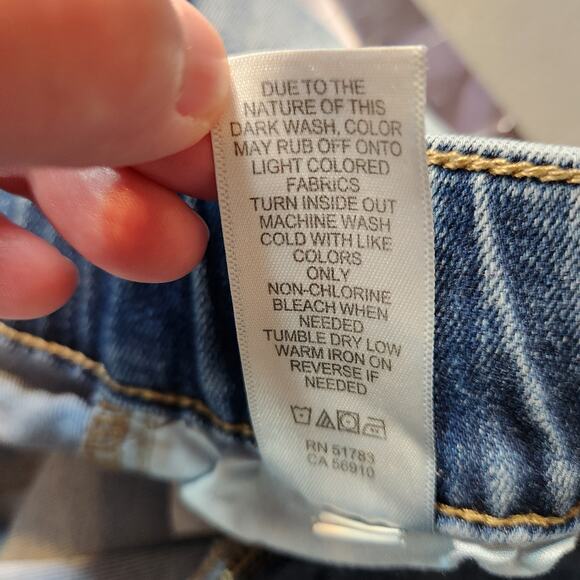 DUE TO THE
NATURE OF THIS
DARK WASH, COLOR
MAY RUB OFF ONTO
LIGHT COLORED
FABRICS
TURN INSIDE OUT
MACHINE WASH
COLD WITH LIKE
COLORS
ONLY
NON-CHLORINE
BLEACH WHEN
NEEDED
TUMBLE DRY LOW
WARM IRON ON
REVERSE IF
NEEDED
RN 51783
CA 56910